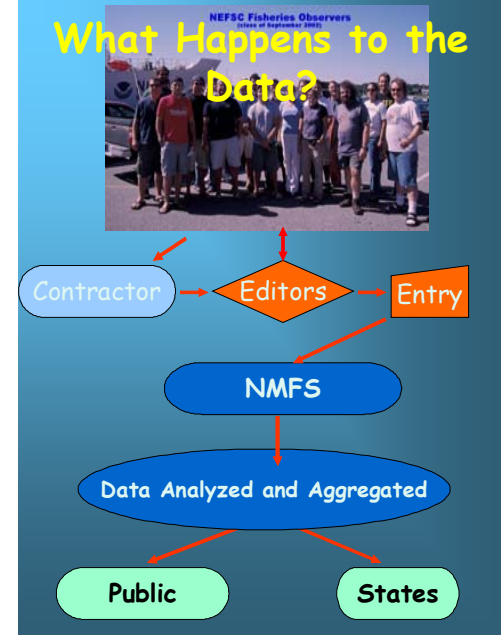 NEFSC Fisheries Observers
(class of September 2002)
What Happens to the
Data?
Contractor
Editors
Entry
NMFS
Data Analyzed and Aggregated
Public
States